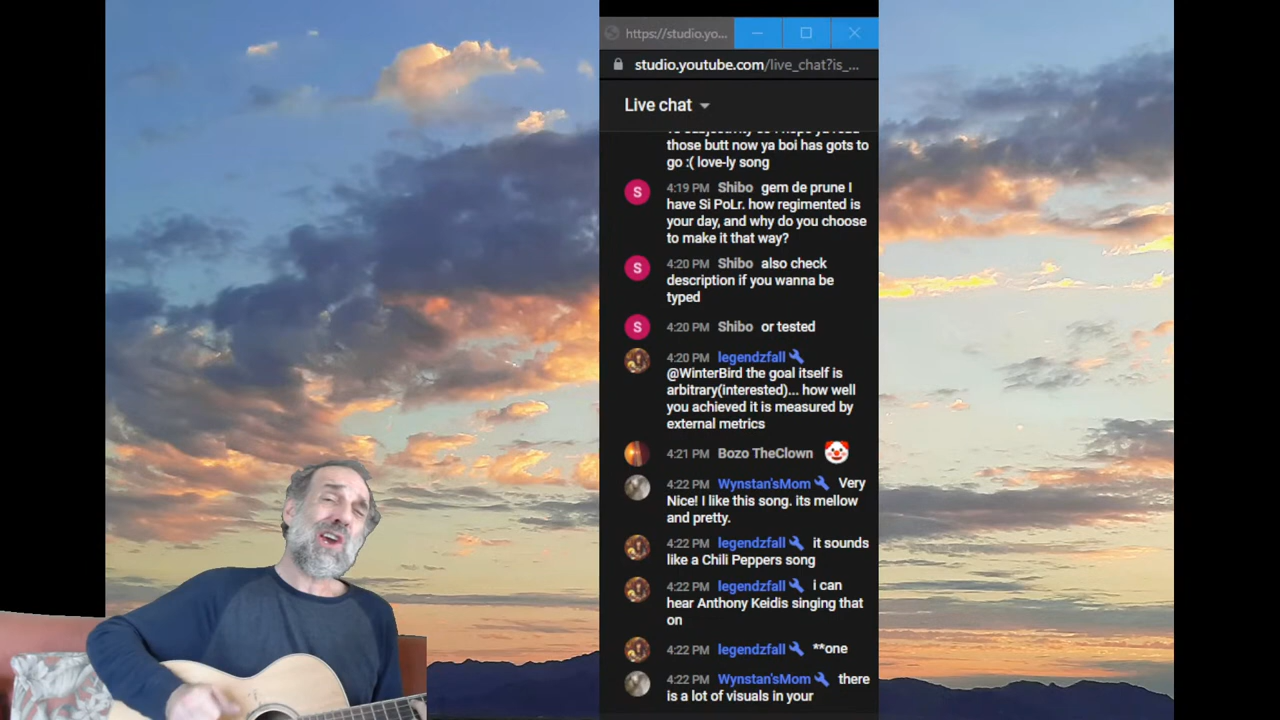 https://studio.yo...
studio.youtube.com/live_chat?is_...
Live chat
those butt now ya boi has gots to
go :( love-ly song
4:19 PM Shibo gem de prune I
have Si PoLr. how regimented is
your day, and why do you choose
to make it that way?
S
4:20 PM Shibo also check
description if you wanna be
typed
S
4:20 PM Shibo or tested
S
4:20 PM legendzfall
@WinterBird the goal itself is
arbitrary(interested)... how well
you achieved it is measured by
external metrics
4:21 PM Bozo TheClown
4:22 PM Wynstan'sMom Very
Nice! I like this song. its mellow
and pretty.
4:22 PM legendzfall it sounds
like a Chili Peppers song
4:22 PM legendzfall i can
hear Anthony Keidis singing that
on
4:22 PM legendzfall **one
4:22 PM Wynstan'sMom there
is a lot of visuals in your